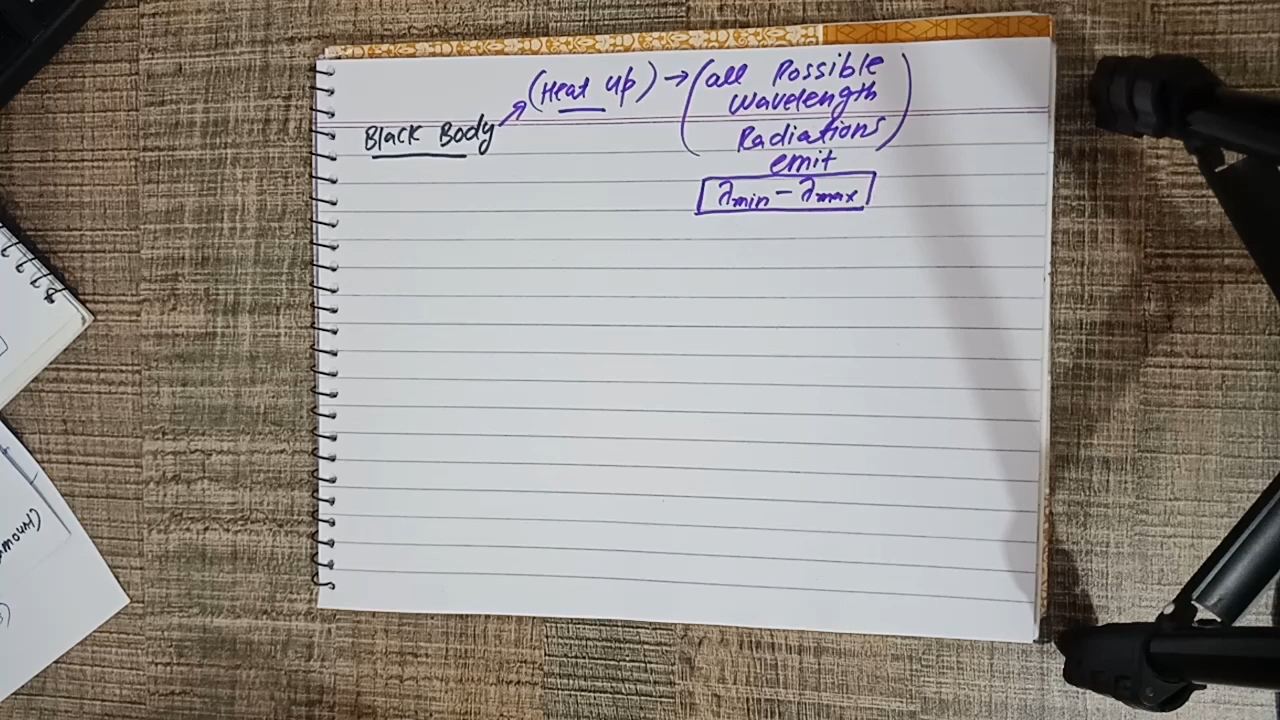 (Heat up) → (all Possible
Wavelength
Radiations)
emit
Black Body
λmin - λmax